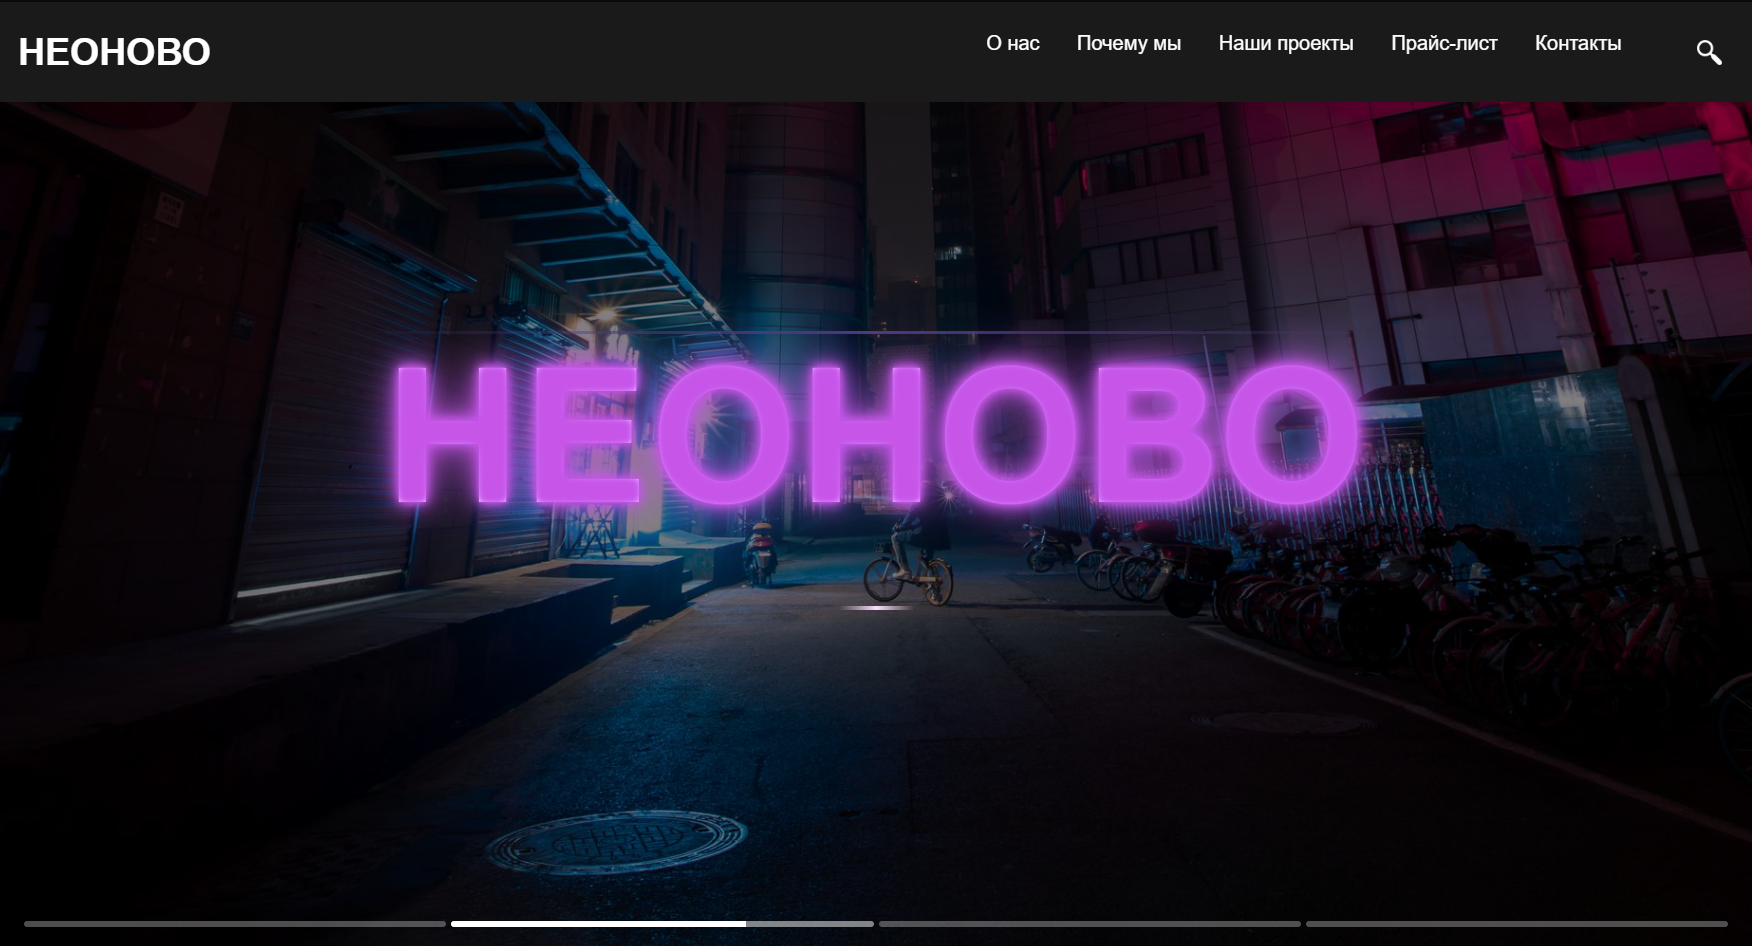 НЕОНОВО
О нас
Почему мы
Наши проекты
Прайс-лист
Контакты
НЕОНОВО